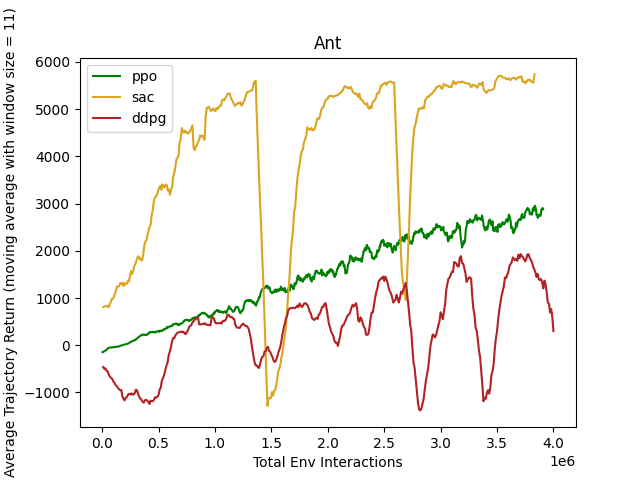 Ant
Average Trajectory Return (moving average with window size = 11)
6000
5000
4000
3000
2000
1000
0
−1000
ppo
sac
ddpg
0.0 0.5 1.0 1.5 2.0 2.5 3.0 3.5 4.0
1e6
Total Env Interactions